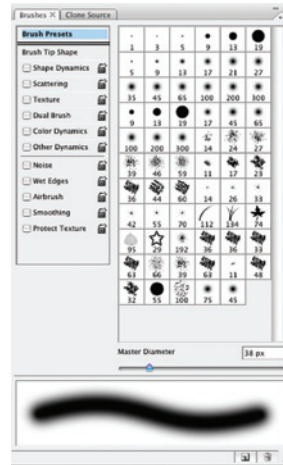 Brushes × Clone Source
Brush Presets
Brush Tip Shape
Shape Dynamics
Scattering
Texture
Dual Brush
Color Dynamics
Other Dynamics
Noise
Wet Edges
Airbrush
Smoothing
Protect Texture
1 3 5 9 13 19
5 9 13 17 21 27
35 45 65 100 200 300
9 13 19 17 45 65
100 200 300 14 24 27
39 46 59 11 17 23
36 44 60 14 26 33
42 55 70 112 134 74
95 29 192 36 36 33
63 66 39 63 11 48
32 55 100 75 45
Master Diameter
38 px